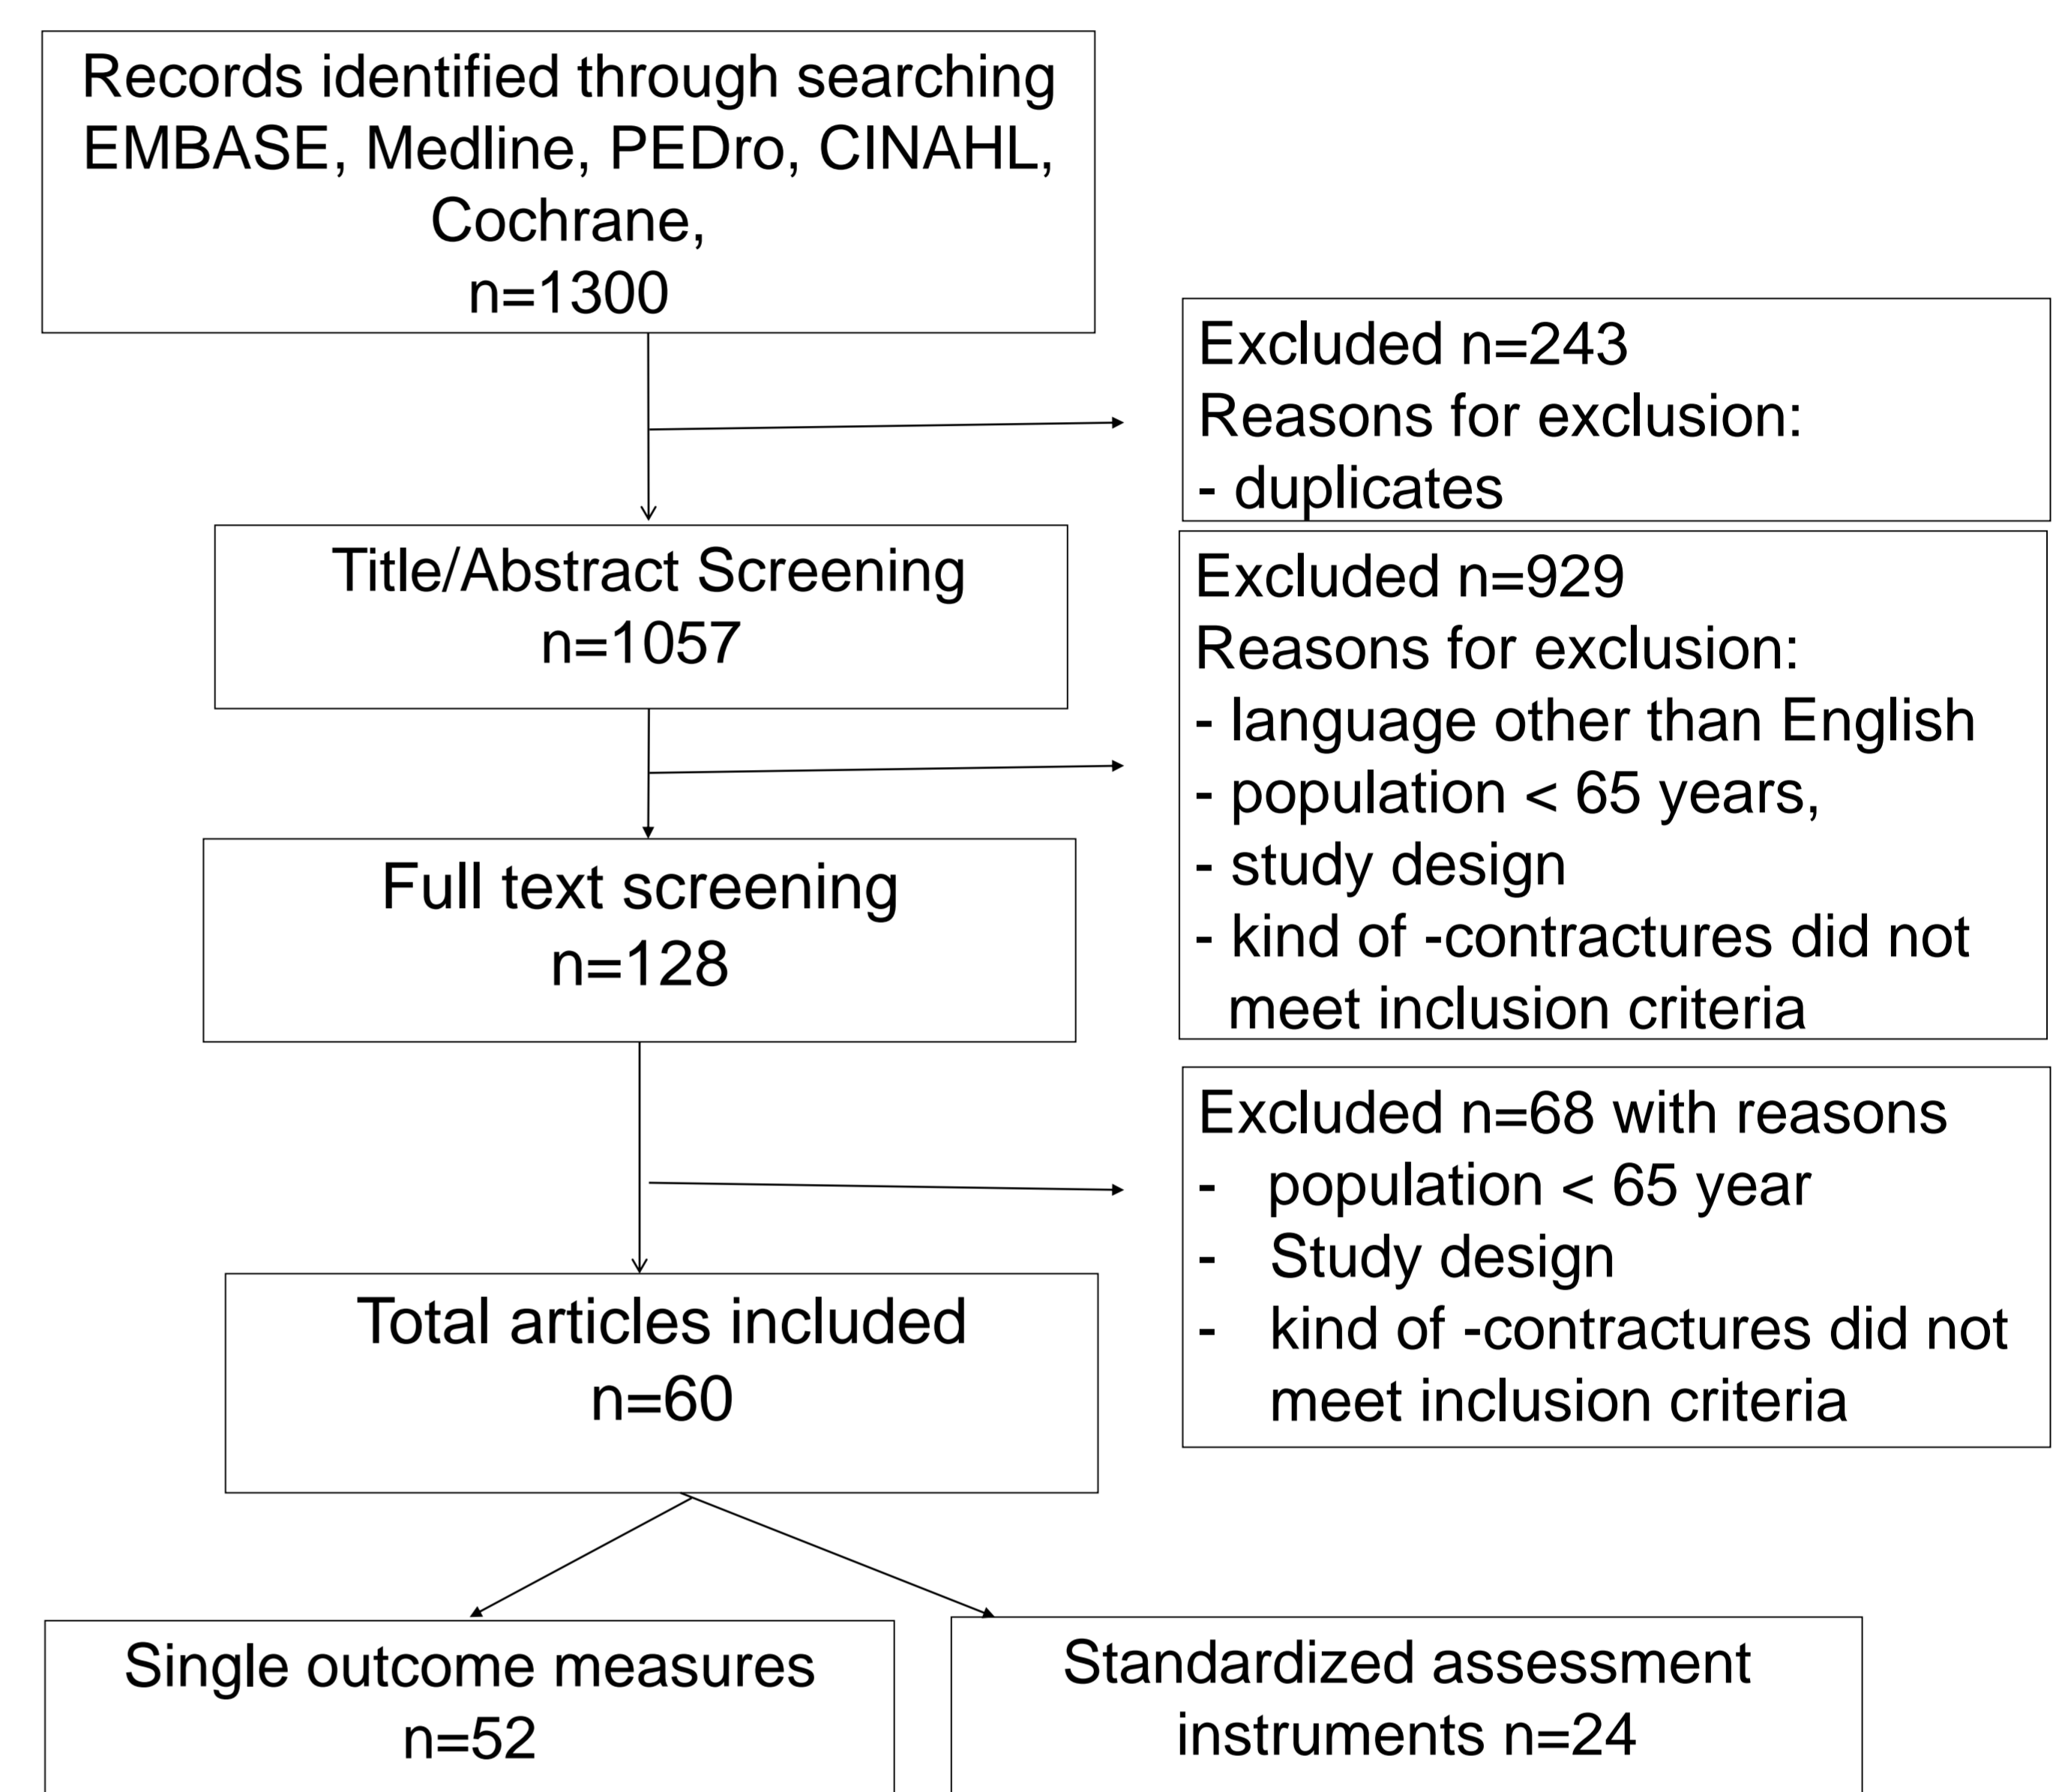 Records identified through searching
EMBASE, Medline, PEDro, CINAHL,
Cochrane,
n=1300
Excluded n=243
Reasons for exclusion:
- duplicates
Title/Abstract Screening
n=1057
Excluded n=929
Reasons for exclusion:
- language other than English
- population < 65 years,
- study design
- kind of -contractures did not
meet inclusion criteria
Full text screening
n=128
Excluded n=68 with reasons
- population < 65 year
- Study design
- kind of -contractures did not
meet inclusion criteria
Total articles included
n=60
Single outcome measures
n=52
Standardized assessment
instruments n=24